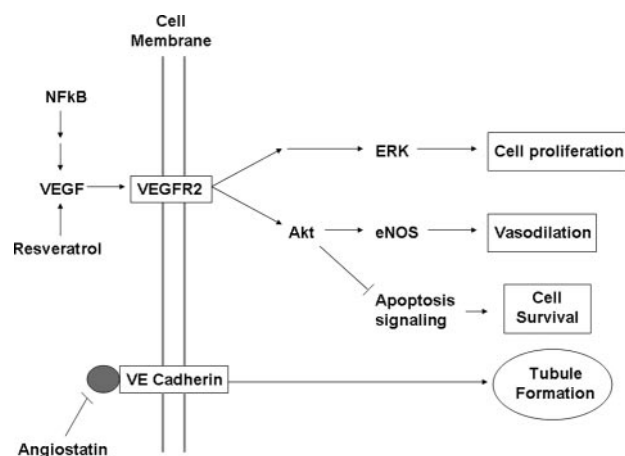 Cell
Membrane
NFkB
VEGF
VEGFR2
Resveratrol
ERK
Cell proliferation
Akt
eNOS
Vasodilation
Apoptosis
signaling
Cell
Survival
VE Cadherin
Tubule
Formation
Angiostatin